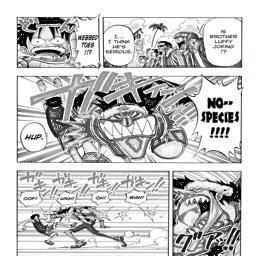 IS
BROTHER
LUFFY
JOKING
!?
I...
I THINK
HE'S
SERIOUS.
WEBBED
TOES
!!?
NO--
SPECIES
!!!!
HUP.
WAH!
OH!
UNH!
OOF!